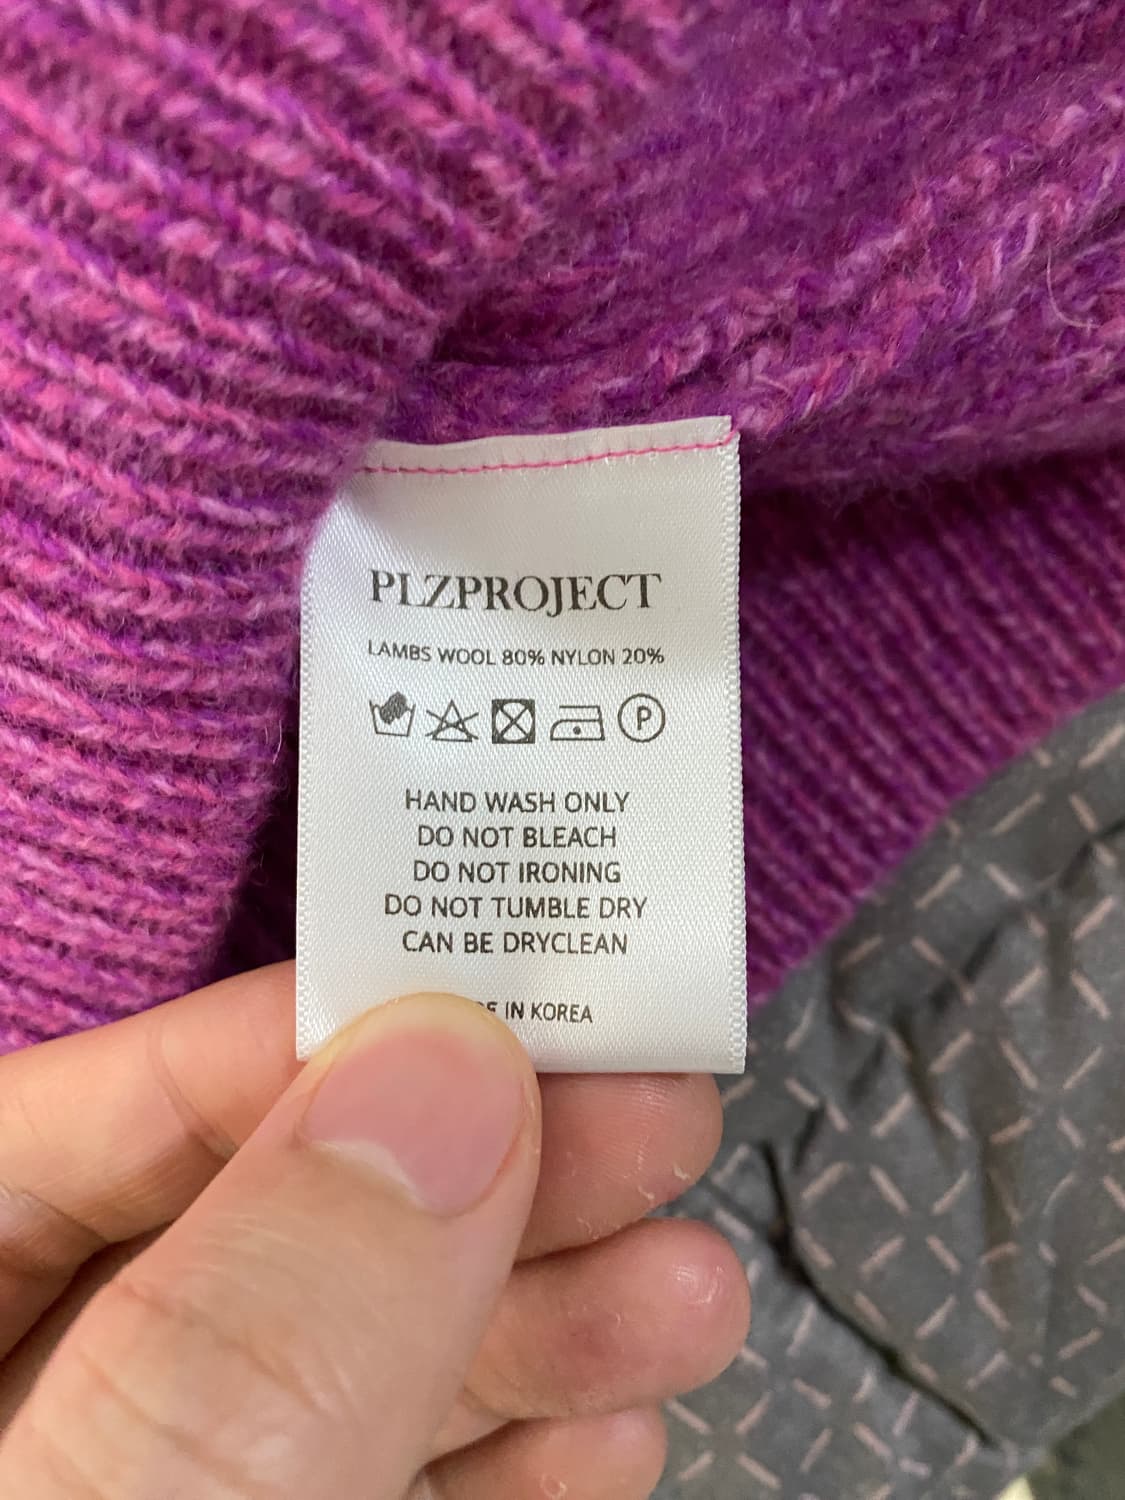 PLZPROJECT
LAMBS WOOL 80% NYLON 20%
P
HAND WASH ONLY
DO NOT BLEACH
DO NOT IRONING
DO NOT TUMBLE DRY
CAN BE DRYCLEAN
IN KOREA